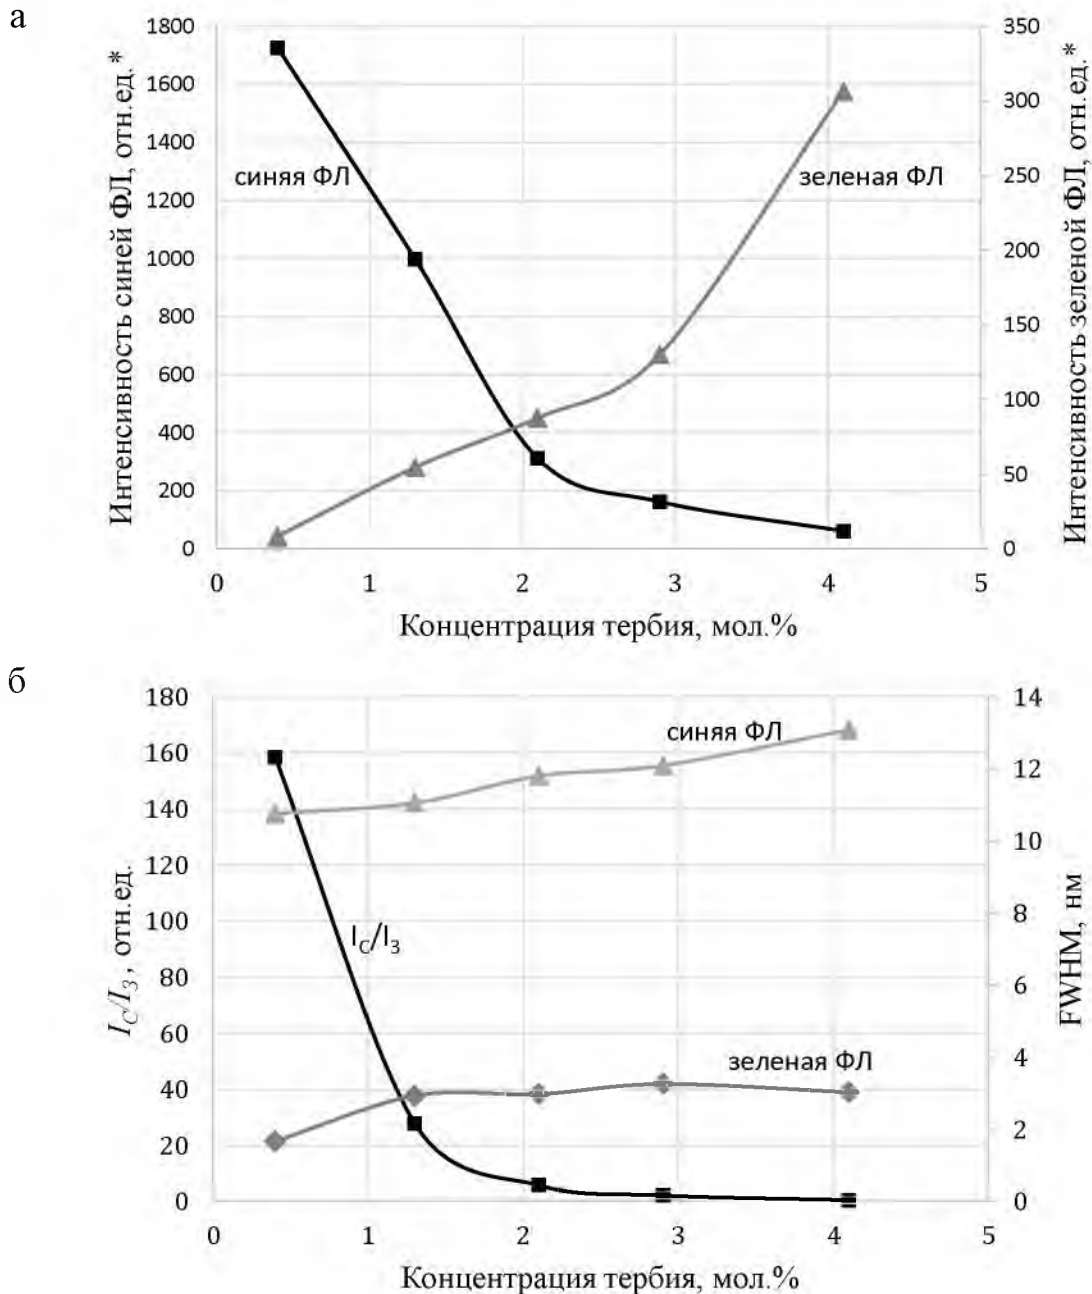 а
Интенсивность синей ФЛ, отн.ед.*
1800
1600
1400
1200
1000
800
600
400
200
0
синяя ФЛ
зеленая ФЛ
350
300
250
200
150
100
50
0
Интенсивность зеленой ФЛ, отн.ед.*
0 1 2 3 4 5
Концентрация тербия, мол.%
б
I_C/I_3, отн.ед.
180
160
140
120
100
80
60
40
20
0
синяя ФЛ
I_C/I_3
зеленая ФЛ
14
12
10
8
6
4
2
0
FWHM, нм
0 1 2 3 4 5
Концентрация тербия, мол.%